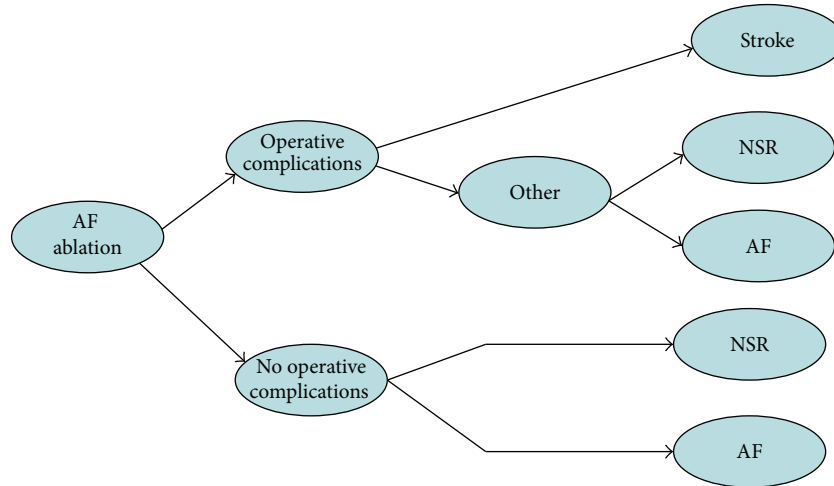 Stroke
Operative
complications
NSR
Other
AF
ablation
AF
NSR
No operative
complications
AF